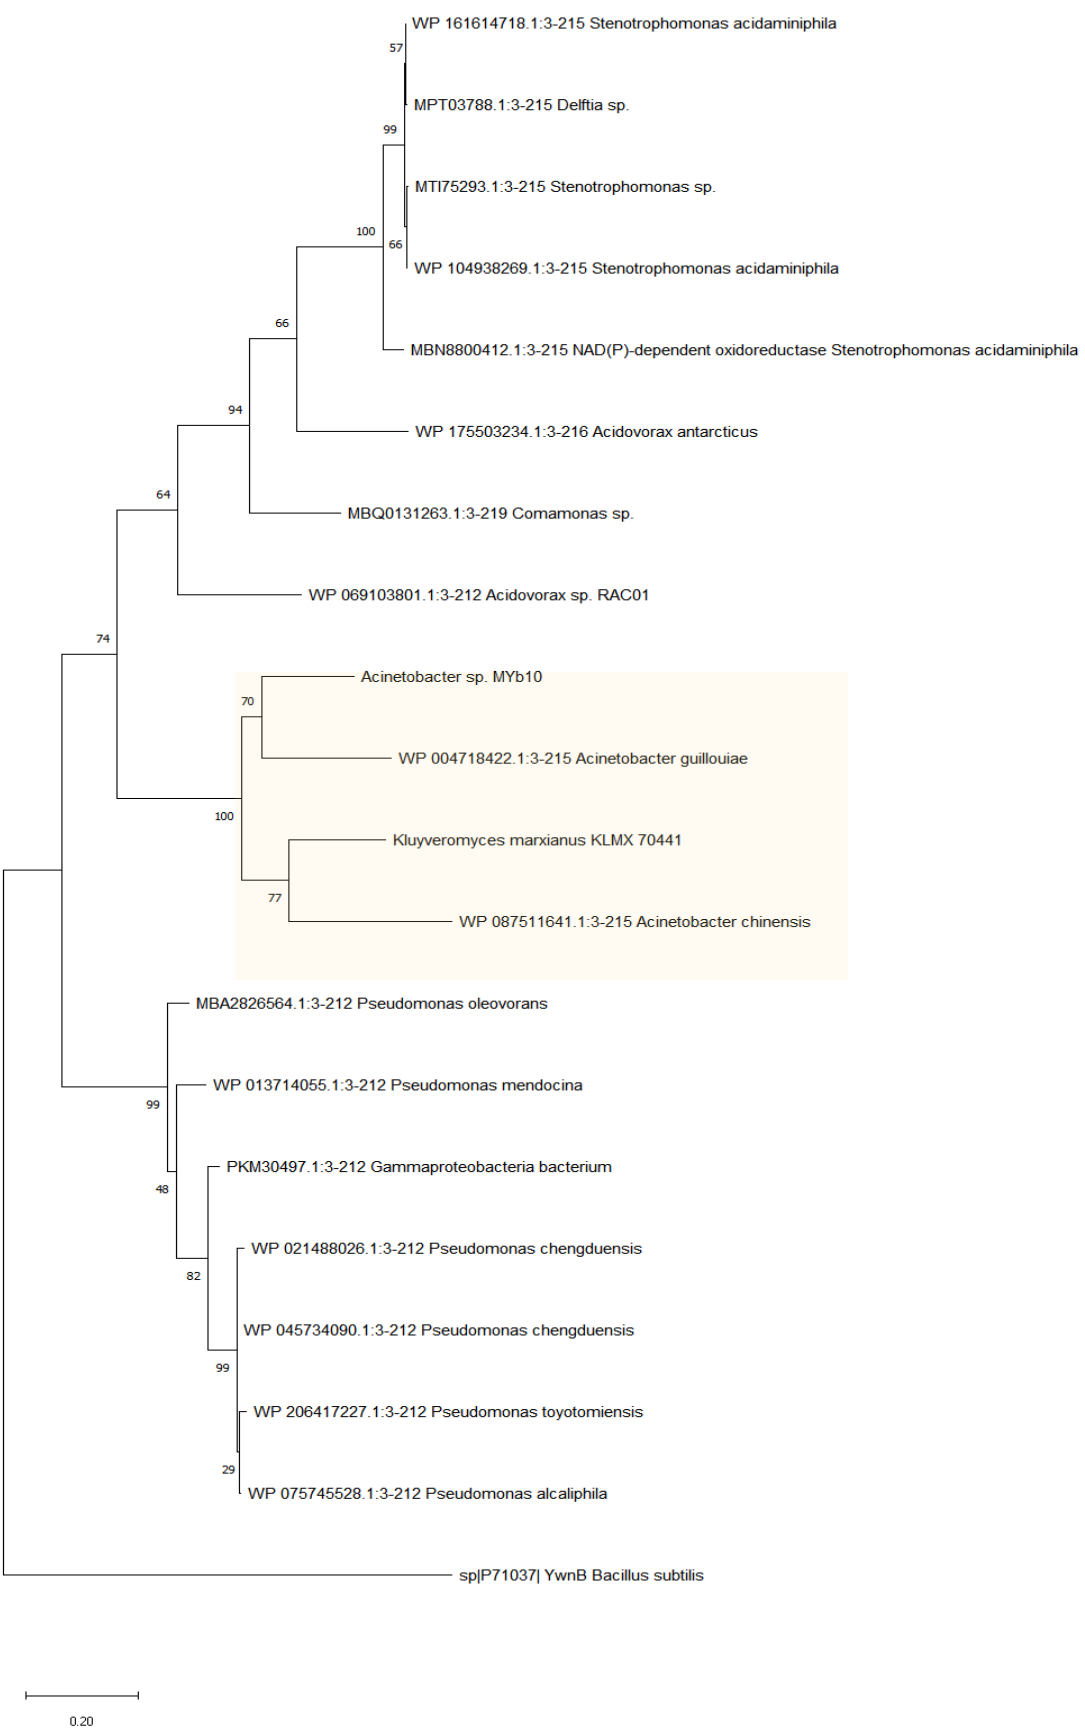 WP 161614718.1:3-215 Stenotrophomonas acidaminiphila
57
MPT03788.1:3-215 Delftia sp.
99
MTI75293.1:3-215 Stenotrophomonas sp.
100
66
WP 104938269.1:3-215 Stenotrophomonas acidaminiphila
66
MBN8800412.1:3-215 NAD(P)-dependent oxidoreductase Stenotrophomonas acidaminiphila
94
WP 175503234.1:3-216 Acidovorax antarcticus
64
MBQ0131263.1:3-219 Comamonas sp.
WP 069103801.1:3-212 Acidovorax sp. RAC01
74
Acinetobacter sp. MYb10
70
WP 004718422.1:3-215 Acinetobacter guillouiae
100
Kluyveromyces marxianus KLMX 70441
77
WP 087511641.1:3-215 Acinetobacter chinensis
MBA2826564.1:3-212 Pseudomonas oleovorans
WP 013714055.1:3-212 Pseudomonas mendocina
99
PKM30497.1:3-212 Gammaproteobacteria bacterium
48
WP 021488026.1:3-212 Pseudomonas chengduensis
82
WP 045734090.1:3-212 Pseudomonas chengduensis
99
WP 206417227.1:3-212 Pseudomonas toyotomiensis
29
WP 075745528.1:3-212 Pseudomonas alcaliphila
sp|P71037| YwnB Bacillus subtilis
0.20